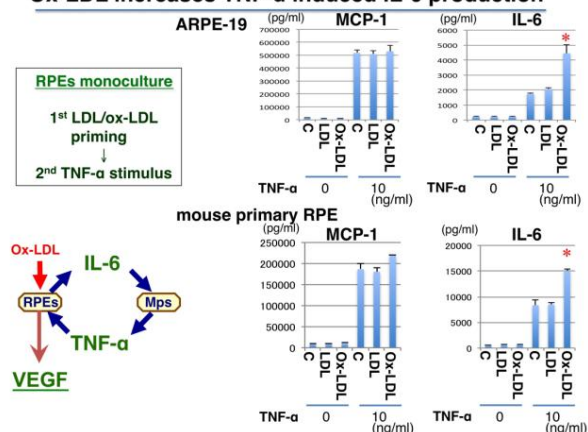 Ox-LDL increases TNF-α induced IL-6 production
ARPE-19
RPEs monoculture
1st LDL/ox-LDL
priming
↓
2nd TNF-α stimulus
(pg/ml) MCP-1
700000
600000
500000
400000
300000
200000
100000
0
C LDL Ox-LDL C LDL Ox-LDL
TNF-α 0 10
(ng/ml)
(pg/ml) IL-6
6000
5000
4000
3000
2000
1000
0
*
C LDL Ox-LDL C LDL Ox-LDL
TNF-α 0 10
(ng/ml)
mouse primary RPE
Ox-LDL
IL-6
RPEs
Mps
TNF-α
VEGF
(pg/ml) MCP-1
250000
200000
150000
100000
50000
0
C LDL Ox-LDL C LDL Ox-LDL
TNF-α 0 10
(ng/ml)
(pg/ml) IL-6
20000
15000
10000
5000
0
*
C LDL Ox-LDL C LDL Ox-LDL
TNF-α 0 10
(ng/ml)